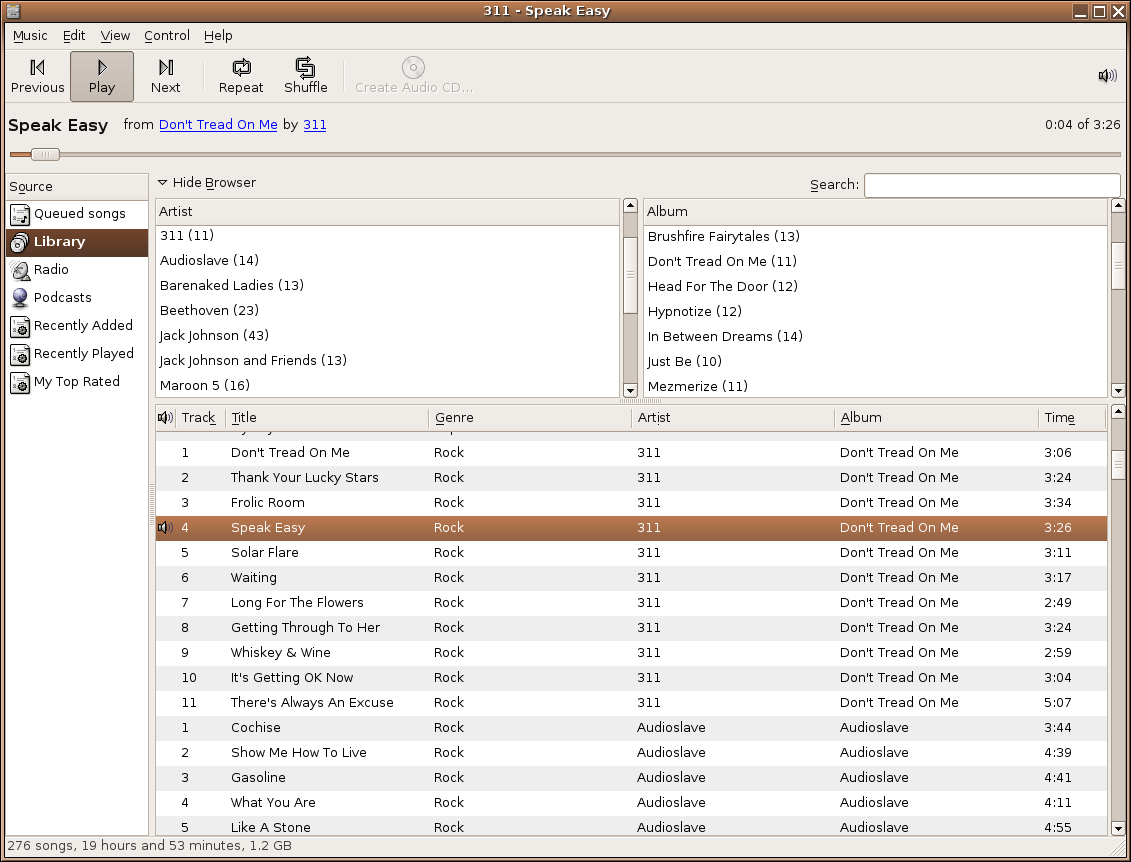 311 - Speak Easy
Music Edit View Control Help
Previous Play Next Repeat Shuffle Create Audio CD...
Speak Easy from Don't Tread On Me by 311 0:04 of 3:26
Source
Queued songs
Library
Radio
Podcasts
Recently Added
Recently Played
My Top Rated
Hide Browser Search:
Artist
311 (11)
Audioslave (14)
Barenaked Ladies (13)
Beethoven (23)
Jack Johnson (43)
Jack Johnson and Friends (13)
Maroon 5 (16)
Album
Brushfire Fairytales (13)
Don't Tread On Me (11)
Head For The Door (12)
Hypnotize (12)
In Between Dreams (14)
Just Be (10)
Mezmerize (11)
Track Title Genre Artist Album Time
1 Don't Tread On Me Rock 311 Don't Tread On Me 3:06
2 Thank Your Lucky Stars Rock 311 Don't Tread On Me 3:24
3 Frolic Room Rock 311 Don't Tread On Me 3:34
4 Speak Easy Rock 311 Don't Tread On Me 3:26
5 Solar Flare Rock 311 Don't Tread On Me 3:11
6 Waiting Rock 311 Don't Tread On Me 3:17
7 Long For The Flowers Rock 311 Don't Tread On Me 2:49
8 Getting Through To Her Rock 311 Don't Tread On Me 3:24
9 Whiskey & Wine Rock 311 Don't Tread On Me 2:59
10 It's Getting OK Now Rock 311 Don't Tread On Me 3:04
11 There's Always An Excuse Rock 311 Don't Tread On Me 5:07
1 Cochise Rock Audioslave Audioslave 3:44
2 Show Me How To Live Rock Audioslave Audioslave 4:39
3 Gasoline Rock Audioslave Audioslave 4:41
4 What You Are Rock Audioslave Audioslave 4:11
5 Like A Stone Rock Audioslave Audioslave 4:55
276 songs, 19 hours and 53 minutes, 1.2 GB